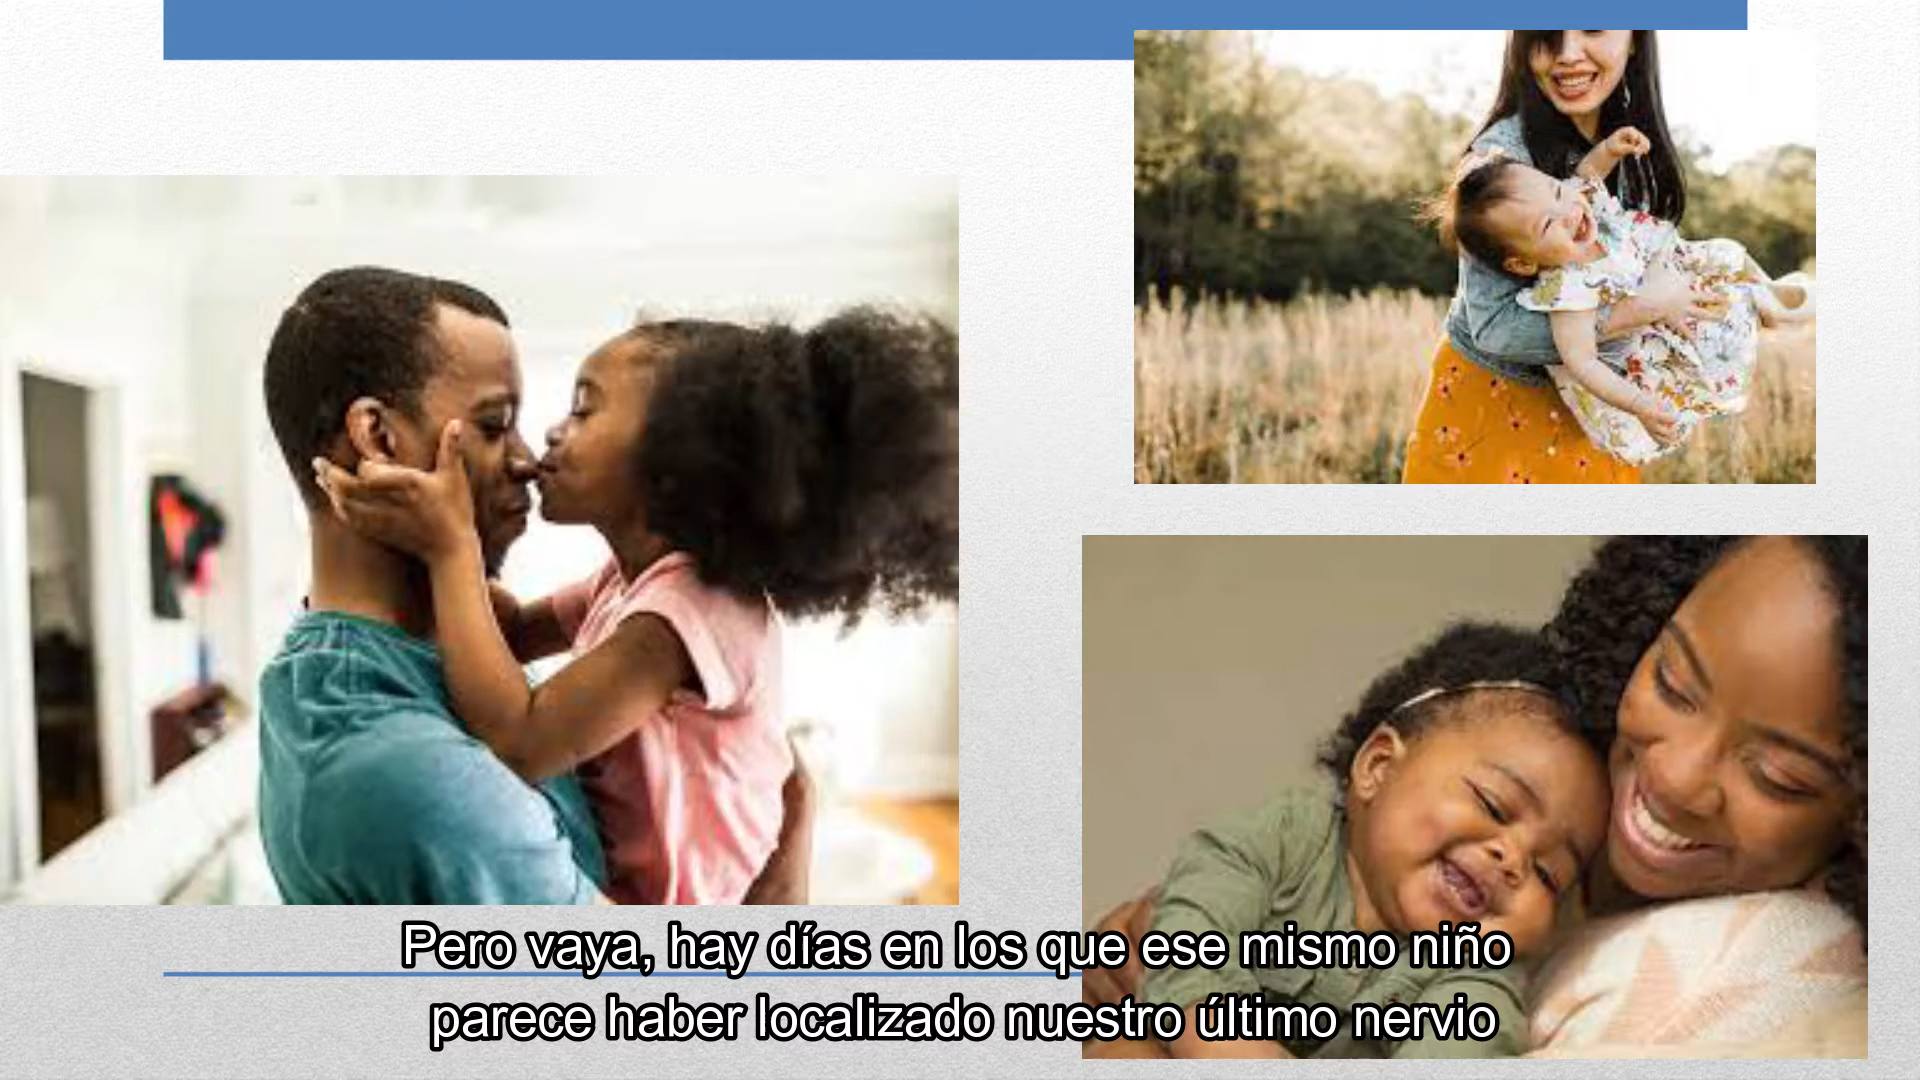 Pero vaya, hay días en los que ese mismo niño
parece haber localizado nuestro último nervio